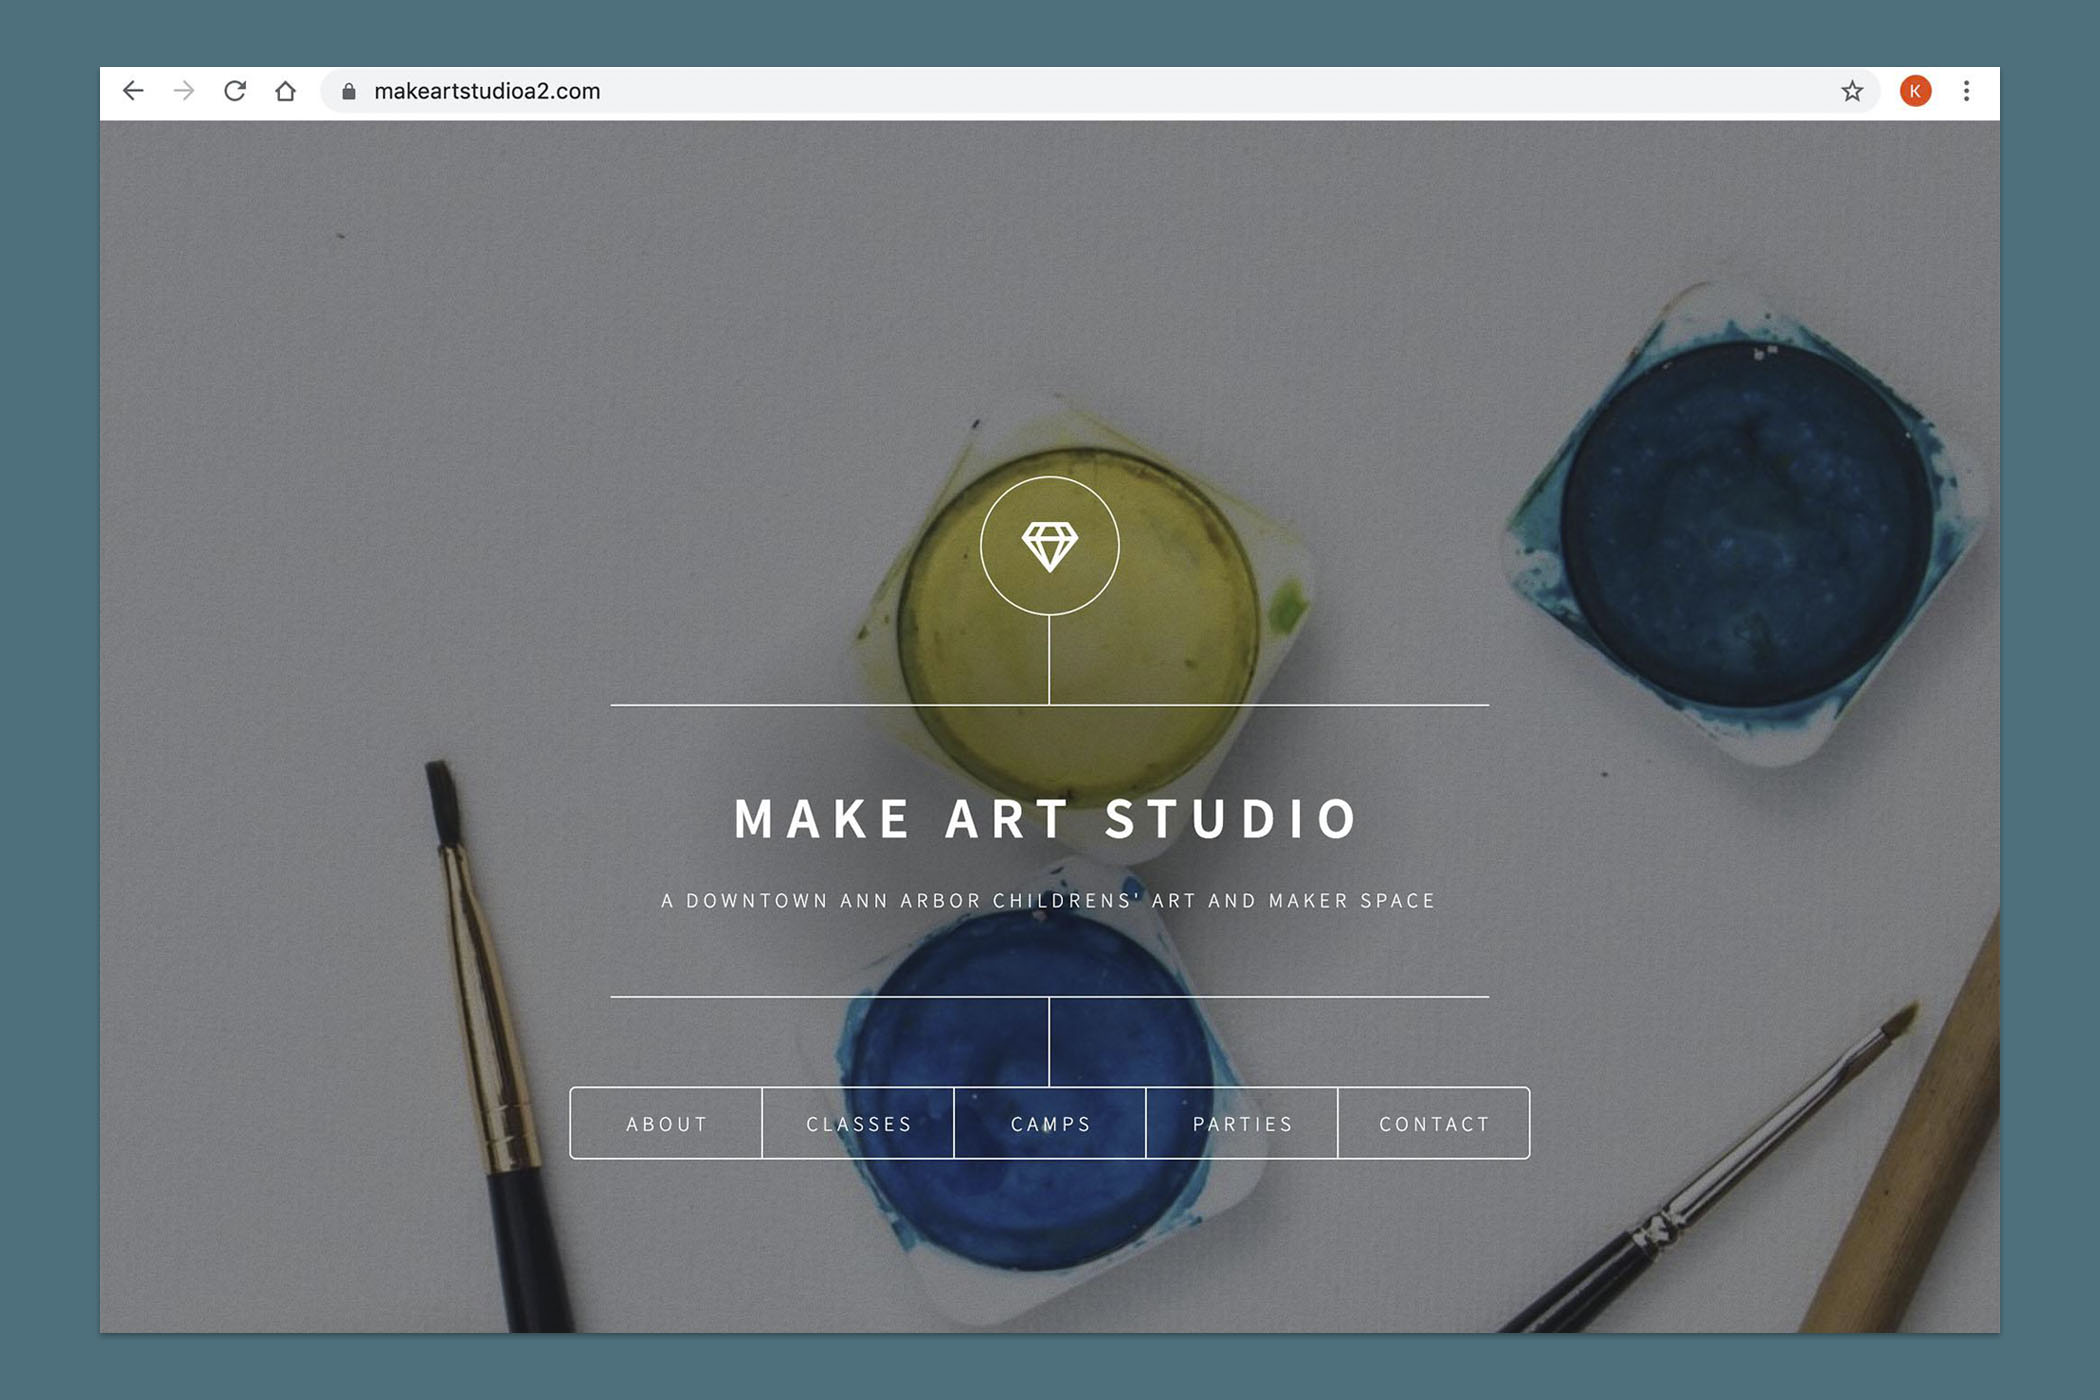 makeartstudioa2.com
K
MAKE ART STUDIO
A DOWNTOWN ANN ARBOR CHILDRENS' ART AND MAKER SPACE
ABOUT CLASSES CAMPS PARTIES CONTACT